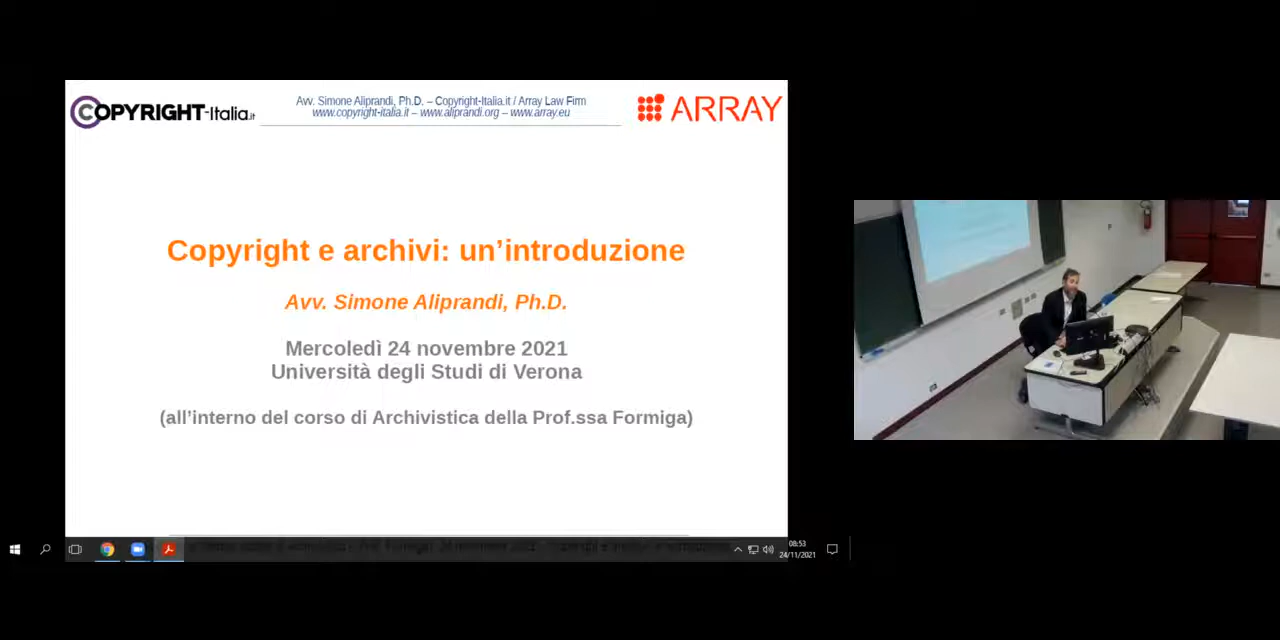 COPYRIGHT-Italia.it
Avv. Simone Aliprandi, Ph.D. – Copyright-Italia.it / Array Law Firm
www.copyright-italia.it – www.aliprandi.org – www.array.eu
ARRAY
Copyright e archivi: un’introduzione
Avv. Simone Aliprandi, Ph.D.
Mercoledì 24 novembre 2021
Università degli Studi di Verona
(all’interno del corso di Archivistica della Prof.ssa Formiga)
08:53
24/11/2021